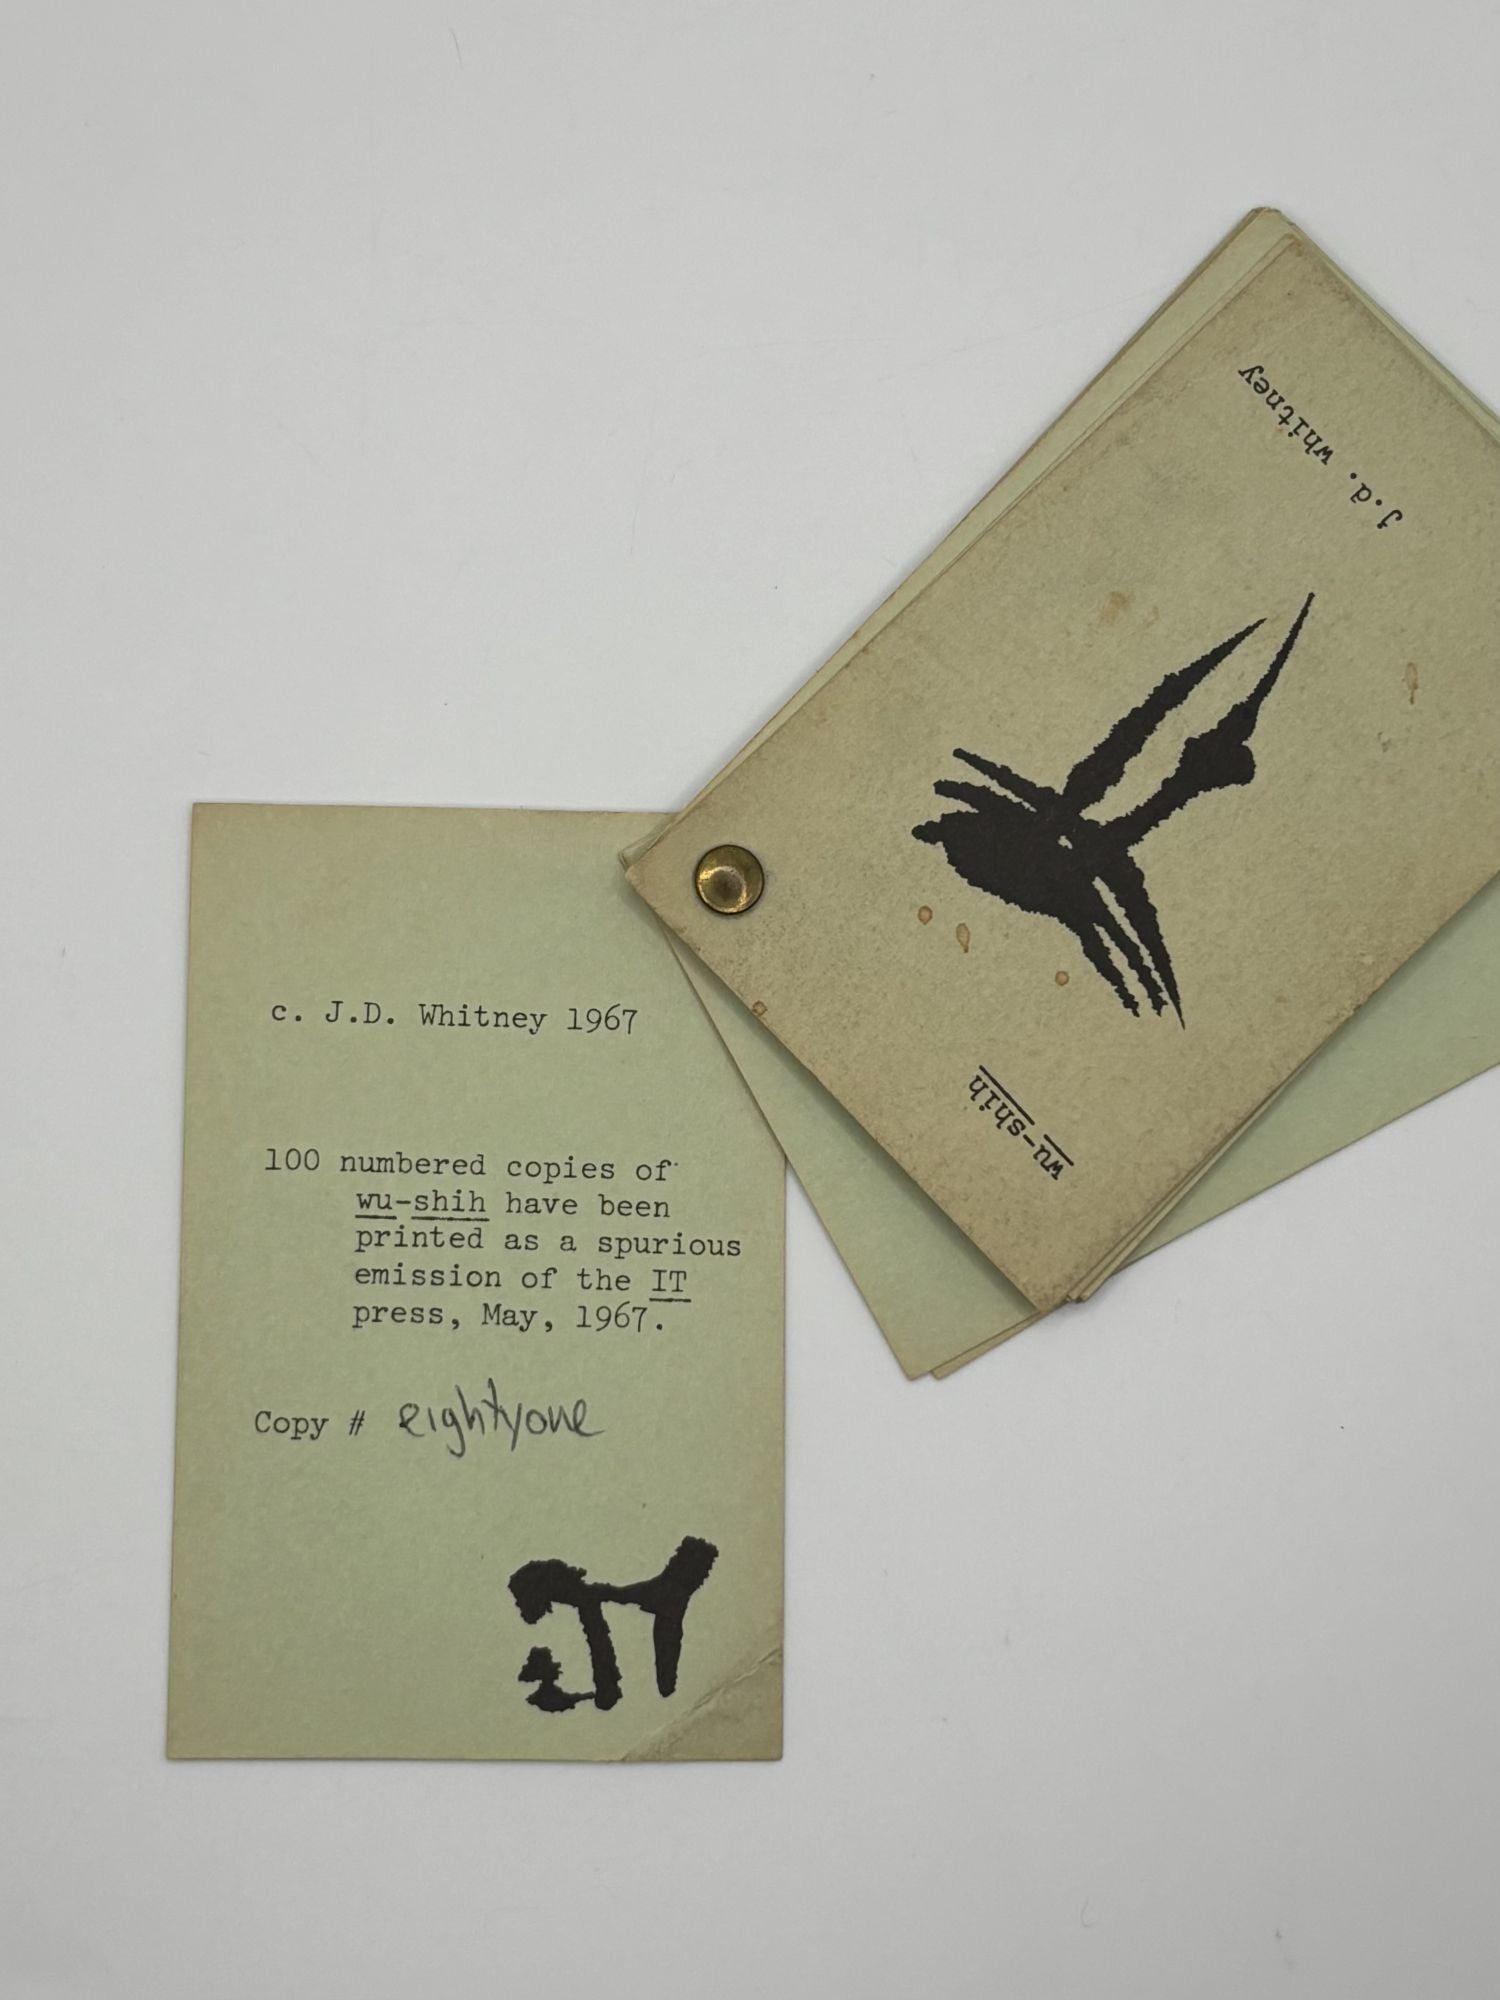 j.d. whitney
wu-shih
c. J.D. Whitney 1967
100 numbered copies of
wu-shih have been
printed as a spurious
emission of the IT
press, May, 1967.
Copy # eightyone